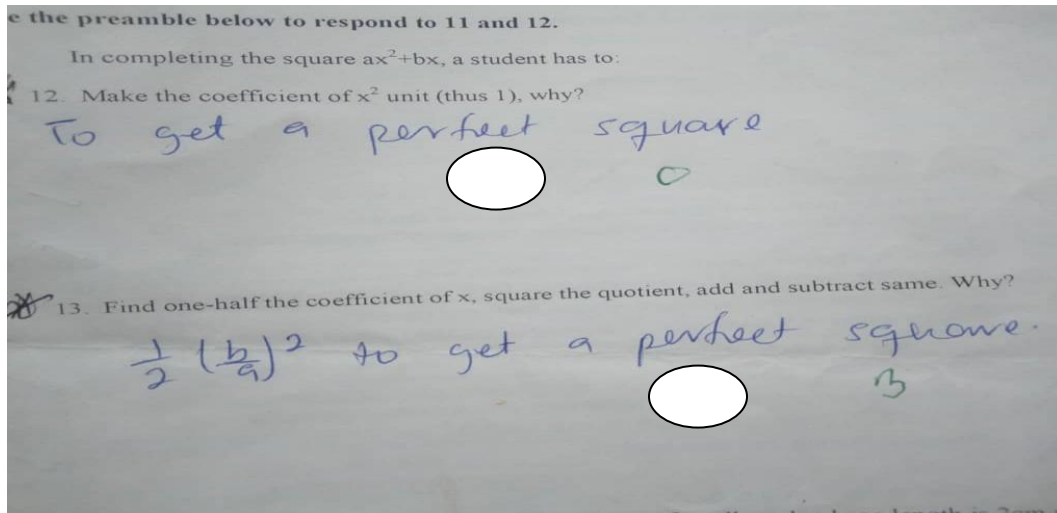 e the preamble below to respond to 11 and 12.
In completing the square ax²+bx, a student has to:
12. Make the coefficient of x² unit (thus 1), why?
To get a perfect square
13. Find one-half the coefficient of x, square the quotient, add and subtract same. Why?
½ (b/a)² to get a perfect square.